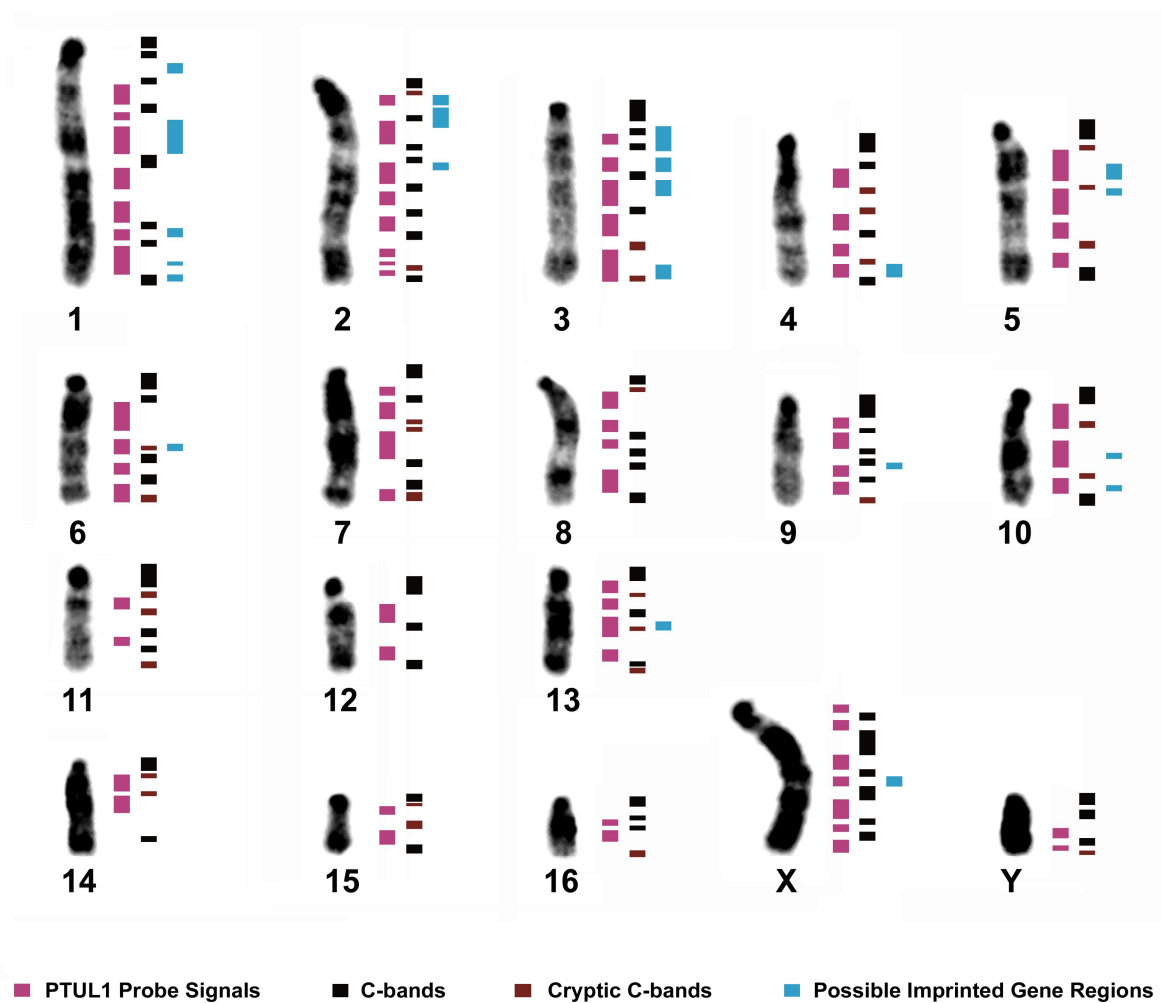 1 2 3 4 5
6 7 8 9 10
11 12 13
14 15 16 X Y
PTUL1 Probe Signals C-bands Cryptic C-bands Possible Imprinted Gene Regions